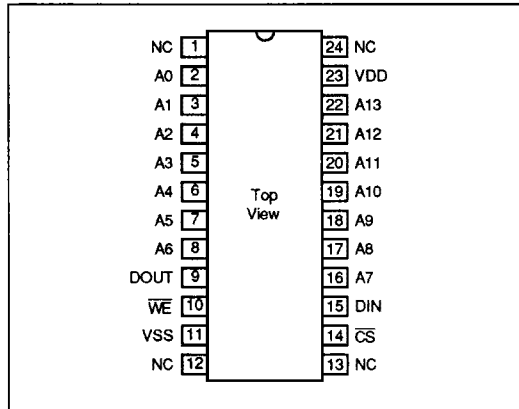 NC 1 24 NC
A0 2 23 VDD
A1 3 22 A13
A2 4 21 A12
A3 5 20 A11
A4 6 19 A10
Top
View
A5 7 18 A9
A6 8 17 A8
DOUT 9 16 A7
WE 10 15 DIN
VSS 11 14 CS
NC 12 13 NC